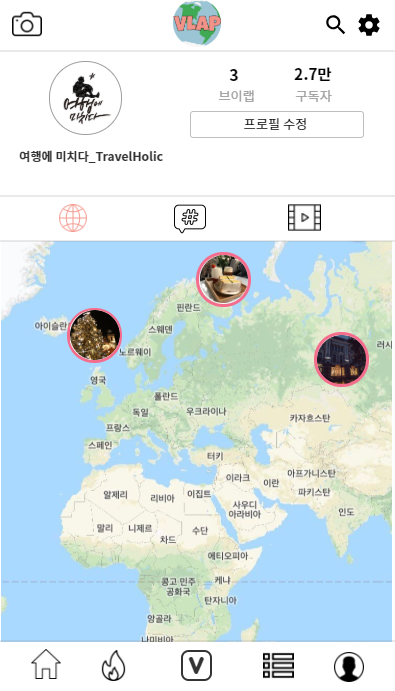 VLAP
3
2.7만
브이랩
구독자
여행에
미치다_
프로필 수정
여행에 미치다_TravelHolic
핀란드
아이슬란
스웨덴
노르웨이
러시
영국
폴란드
독일
우크라이나
카자흐스탄
프랑스
스페인
터키
아프가니스탄
이라크
이란
파키스탄
알제리
리비아
이집트
사우디
아라비아
인도
말리
니제르
수단
차드
에티오피아
콩고 민주
공화국
케냐
탄자니아
앙골라
나미비아
V